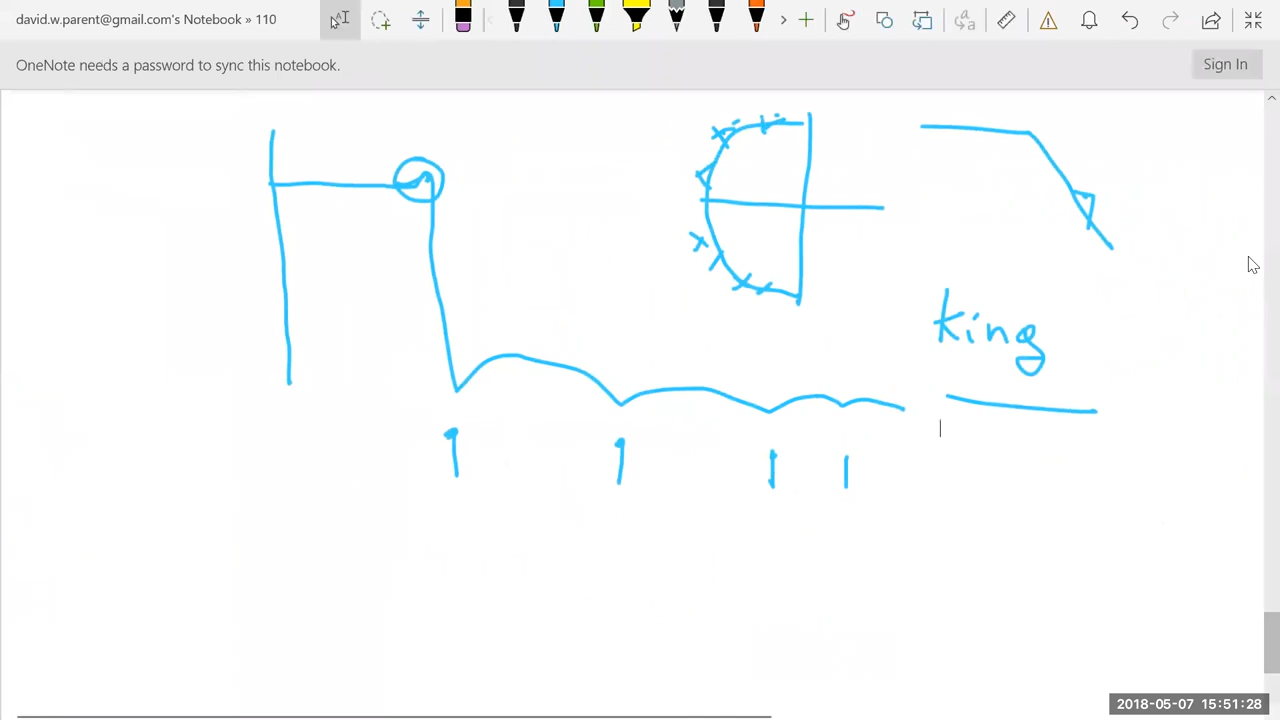 david.w.parent@gmail.com's Notebook » 110
OneNote needs a password to sync this notebook.
Sign In
king
2018-05-07 15:51:28